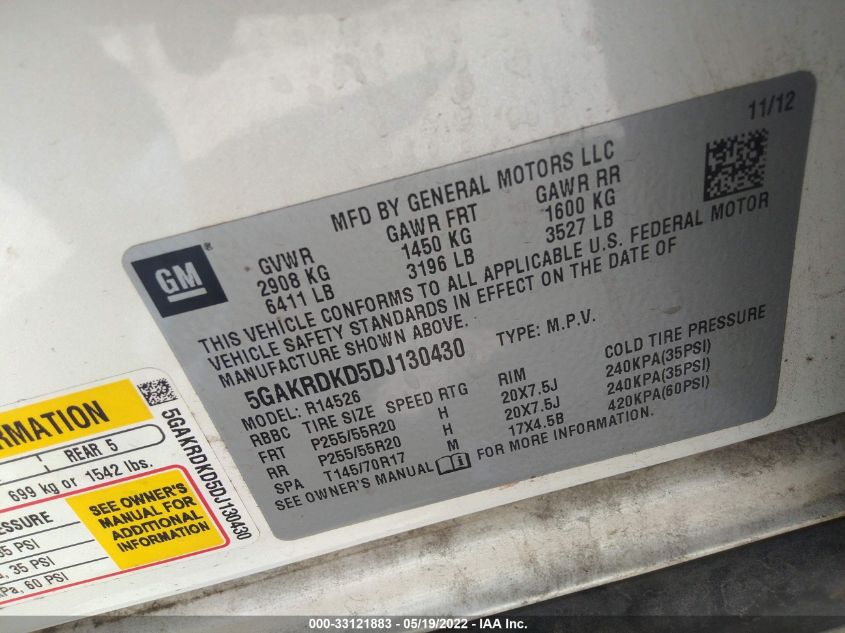 11/12
MFD BY GENERAL MOTORS LLC
GVWR GAWR FRT GAWR RR
2908 KG 1450 KG 1600 KG
6411 LB 3196 LB 3527 LB
GM
THIS VEHICLE CONFORMS TO ALL APPLICABLE U.S. FEDERAL MOTOR
VEHICLE SAFETY STANDARDS IN EFFECT ON THE DATE OF
MANUFACTURE SHOWN ABOVE.
5GAKRDKD5DJ130430 TYPE: M.P.V.
MODEL: R14526
RBBC TIRE SIZE SPEED RTG RIM COLD TIRE PRESSURE
FRT P255/55R20 H 20X7.5J 240KPA(35PSI)
RR P255/55R20 H 20X7.5J 240KPA(35PSI)
SPA T145/70R17 M 17X4.5B 420KPA(60PSI)
SEE OWNER'S MANUAL FOR MORE INFORMATION.
5GAKRDKD5DJ130430
REAR 5
699 kg or 1542 lbs.
SEE OWNER'S
MANUAL FOR
ADDITIONAL
INFORMATION
35 PSI
60 PSI
000-33121883 - 05/19/2022 - IAA Inc.